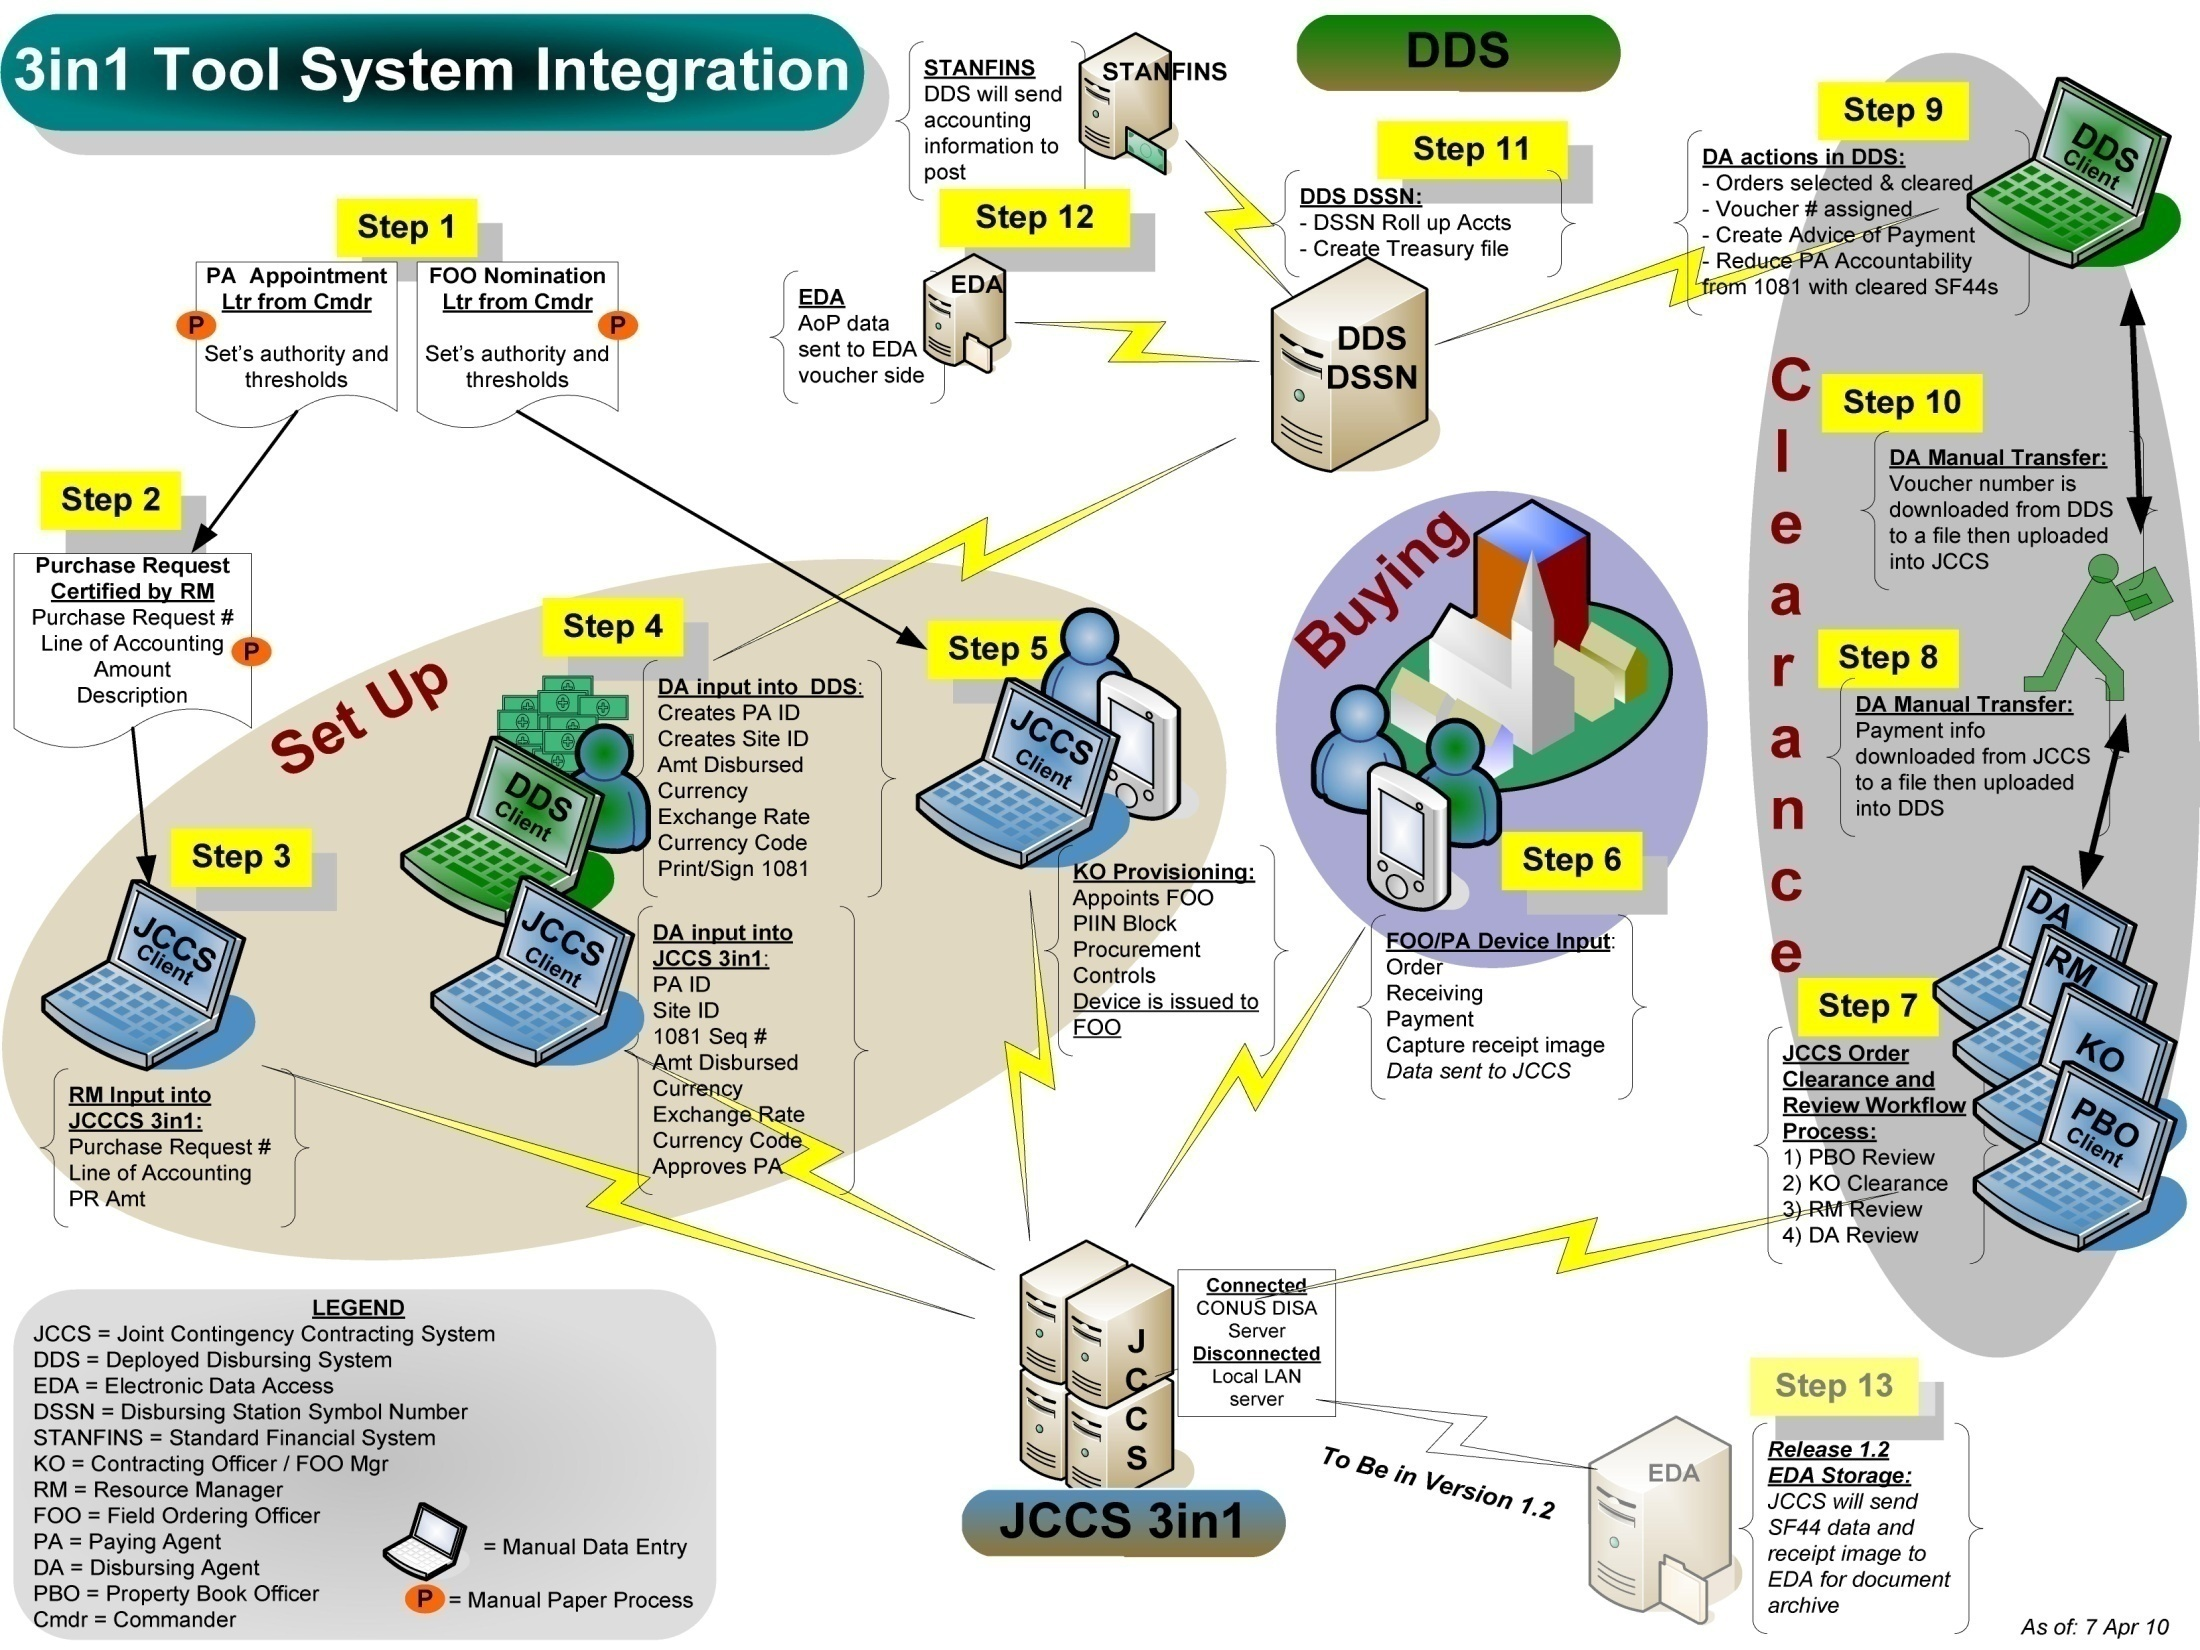 3in1 Tool System Integration
DDS
STANFINS
DDS will send
accounting
information to
post
STANFINS
Step 12
EDA
AoP data
sent to EDA
voucher side
EDA
Step 11
DDS DSSN:
- DSSN Roll up Accts
- Create Treasury file
DDS
DSSN
Step 9
DA actions in DDS:
- Orders selected & cleared
- Voucher # assigned
- Create Advice of Payment
- Reduce PA Accountability
from 1081 with cleared SF44s
DDS
Client
Step 1
PA Appointment
Ltr from Cmdr
P
Set's authority and
thresholds
FOO Nomination
Ltr from Cmdr
P
Set's authority and
thresholds
Step 2
Purchase Request
Certified by RM
Purchase Request #
Line of Accounting
P
Amount
Description
Set Up
Step 3
JCCS
Client
RM Input into
JCCCS 3in1:
Purchase Request #
Line of Accounting
PR Amt
Step 4
DDS
Client
DA input into DDS:
Creates PA ID
Creates Site ID
Amt Disbursed
Currency
Exchange Rate
Currency Code
Print/Sign 1081
JCCS
Client
DA input into
JCCS 3in1:
PA ID
Site ID
1081 Seq #
Amt Disbursed
Currency
Exchange Rate
Currency Code
Approves PA
Step 5
JCCS
Client
KO Provisioning:
Appoints FOO
PIIN Block
Procurement
Controls
Device is issued to
FOO
Buying
Step 6
FOO/PA Device Input:
Order
Receiving
Payment
Capture receipt image
Data sent to JCCS
Clearance
Step 10
DA Manual Transfer:
Voucher number is
downloaded from DDS
to a file then uploaded
into JCCS
Step 8
DA Manual Transfer:
Payment info
downloaded from JCCS
to a file then uploaded
into DDS
DA
RM
KO
PBO
Client
Step 7
JCCS Order
Clearance and
Review Workflow
Process:
1) PBO Review
2) KO Clearance
3) RM Review
4) DA Review
JCCS
Connected
CONUS DISA
Server
Disconnected
Local LAN
server
JCCS 3in1
To Be in Version 1.2
EDA
Step 13
Release 1.2
EDA Storage:
JCCS will send
SF44 data and
receipt image to
EDA for document
archive
LEGEND
JCCS = Joint Contingency Contracting System
DDS = Deployed Disbursing System
EDA = Electronic Data Access
DSSN = Disbursing Station Symbol Number
STANFINS = Standard Financial System
KO = Contracting Officer / FOO Mgr
RM = Resource Manager
FOO = Field Ordering Officer
PA = Paying Agent
DA = Disbursing Agent
PBO = Property Book Officer
Cmdr = Commander
= Manual Data Entry
P = Manual Paper Process
As of: 7 Apr 10